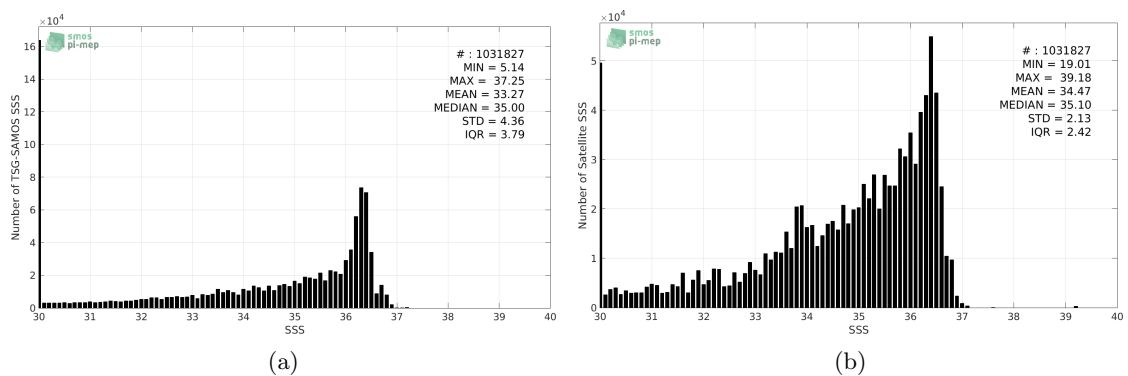 ×10⁴
smos
pi-mep
# : 1031827
MIN = 5.14
MAX = 37.25
MEAN = 33.27
MEDIAN = 35.00
STD = 4.36
IQR = 3.79
Number of TSG-SAMOS SSS
16
14
12
10
8
6
4
2
0
30 31 32 33 34 35 36 37 38 39 40
SSS
(a)
×10⁴
smos
pi-mep
# : 1031827
MIN = 19.01
MAX = 39.18
MEAN = 34.47
MEDIAN = 35.10
STD = 2.13
IQR = 2.42
Number of Satellite SSS
5
4
3
2
1
0
30 31 32 33 34 35 36 37 38 39 40
SSS
(b)